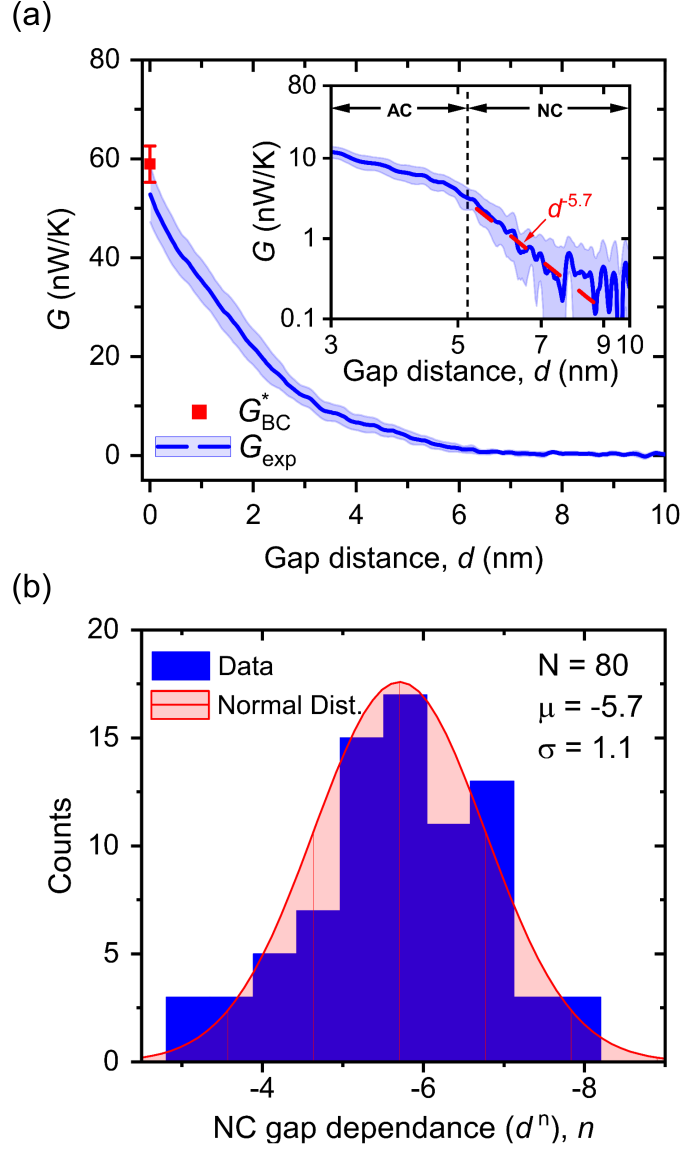 (a)
80
60
40
20
0
G (nW/K)
0 2 4 6 8 10
Gap distance, d (nm)
G*BC
Gexp
80
10
1
0.1
G (nW/K)
AC NC
d-5.7
3 5 7 9 10
Gap distance, d (nm)
(b)
20
15
10
5
0
Counts
Data
Normal Dist.
N = 80
μ = -5.7
σ = 1.1
-4 -6 -8
NC gap dependance (dⁿ), n